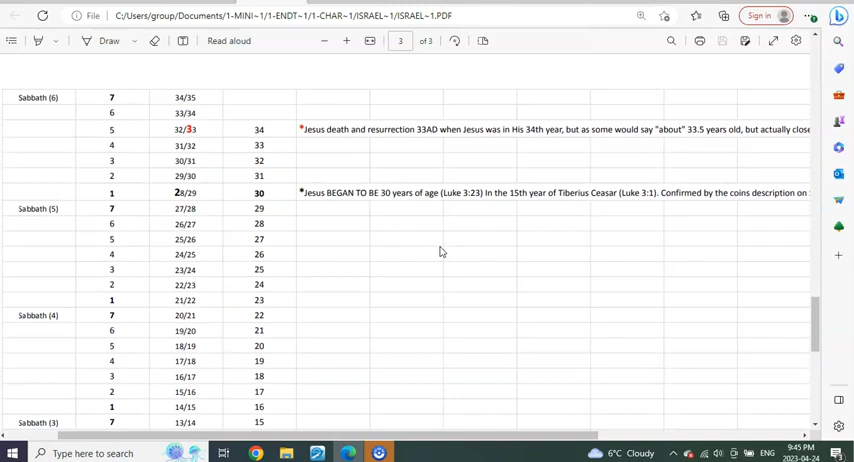 File
C:/Users/group/Documents/1-MINI~1/1-ENDT~1/1-CHAR~1/ISRAEL~1/ISRAEL~1.PDF
Sign in
Draw
Read aloud
3 of 3
Sabbath (6) 7 34/35
6 33/34
5 32/33 34 *Jesus death and resurrection 33AD when Jesus was in His 34th year, but as some would say "about" 33.5 years old, but actually close
4 31/32 33
3 30/31 32
2 29/30 31
1 28/29 30 *Jesus BEGAN TO BE 30 years of age (Luke 3:23) In the 15th year of Tiberius Ceasar (Luke 3:1). Confirmed by the coins description on
Sabbath (5) 7 27/28 29
6 26/27 28
5 25/26 27
4 24/25 26
3 23/24 25
2 22/23 24
1 21/22 23
Sabbath (4) 7 20/21 22
6 19/20 21
5 18/19 20
4 17/18 19
3 16/17 18
2 15/16 17
1 14/15 16
Sabbath (3) 7 13/14 15
Type here to search
6°C Cloudy
ENG
9:45 PM
2023-04-24
3